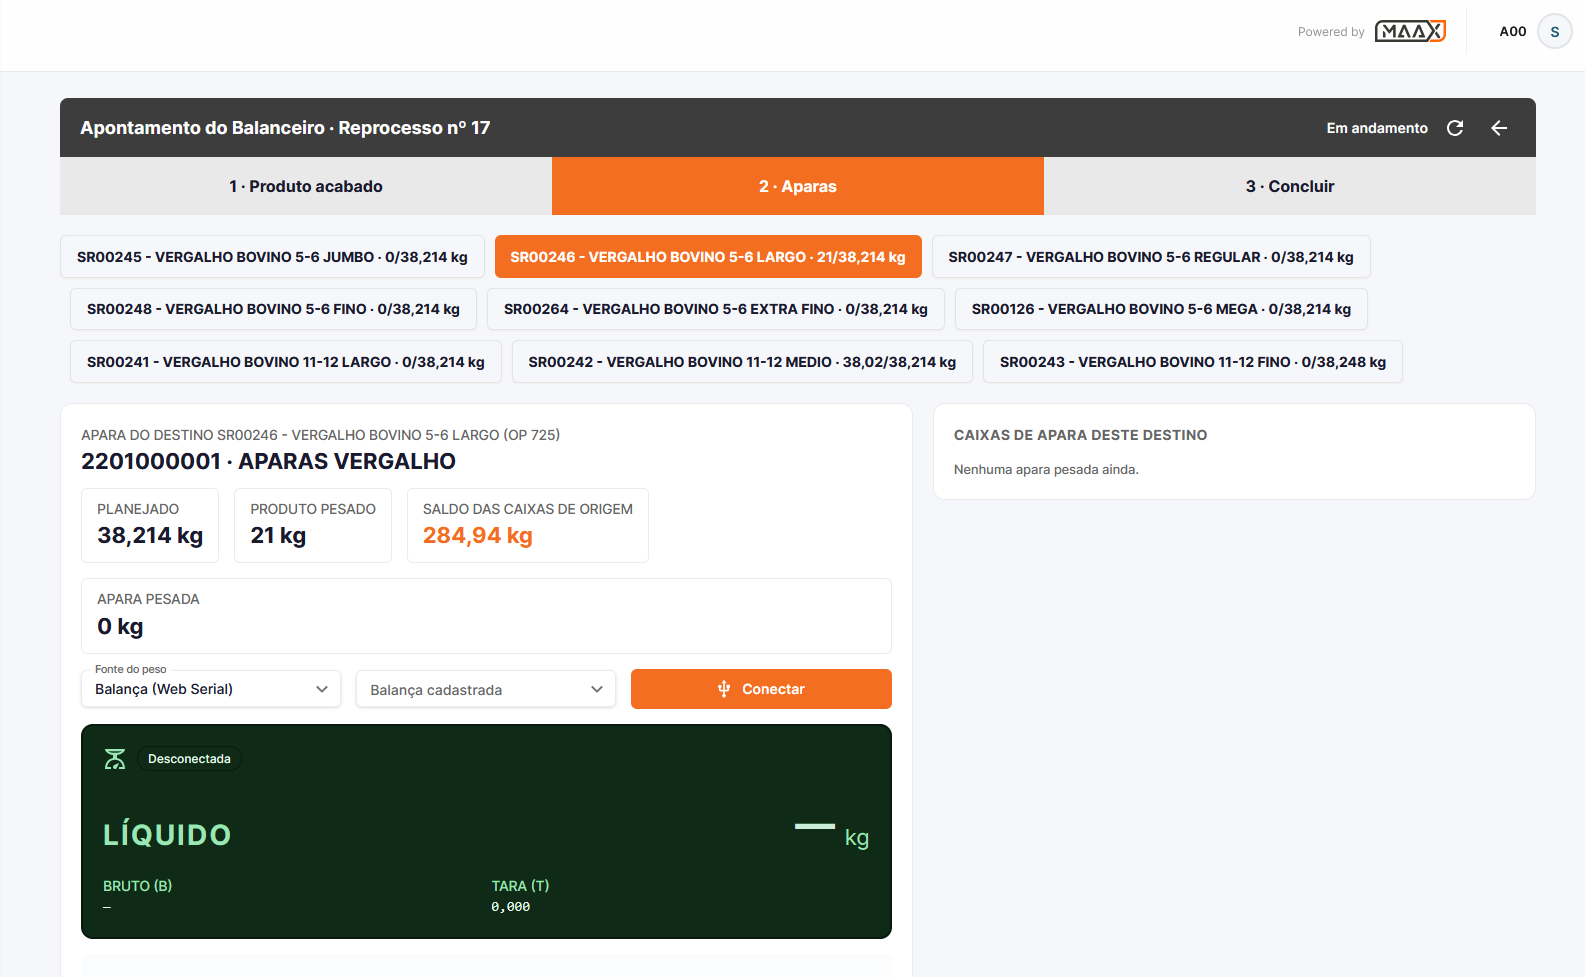 Powered by MAAX A00 S
Apontamento do Balanceiro · Reprocesso nº 17 Em andamento
1 · Produto acabado 2 · Aparas 3 · Concluir
SR00245 - VERGALHO BOVINO 5-6 JUMBO · 0/38,214 kg SR00246 - VERGALHO BOVINO 5-6 LARGO · 21/38,214 kg SR00247 - VERGALHO BOVINO 5-6 REGULAR · 0/38,214 kg
SR00248 - VERGALHO BOVINO 5-6 FINO · 0/38,214 kg SR00264 - VERGALHO BOVINO 5-6 EXTRA FINO · 0/38,214 kg SR00126 - VERGALHO BOVINO 5-6 MEGA · 0/38,214 kg
SR00241 - VERGALHO BOVINO 11-12 LARGO · 0/38,214 kg SR00242 - VERGALHO BOVINO 11-12 MEDIO · 38,02/38,214 kg SR00243 - VERGALHO BOVINO 11-12 FINO · 0/38,248 kg
APARA DO DESTINO SR00246 - VERGALHO BOVINO 5-6 LARGO (OP 725)
2201000001 · APARAS VERGALHO
PLANEJADO
38,214 kg
PRODUTO PESADO
21 kg
SALDO DAS CAIXAS DE ORIGEM
284,94 kg
APARA PESADA
0 kg
Fonte do peso
Balança (Web Serial) Balança cadastrada Conectar
Desconectada
LÍQUIDO — kg
BRUTO (B)
–
TARA (T)
0,000
CAIXAS DE APARA DESTE DESTINO
Nenhuma apara pesada ainda.